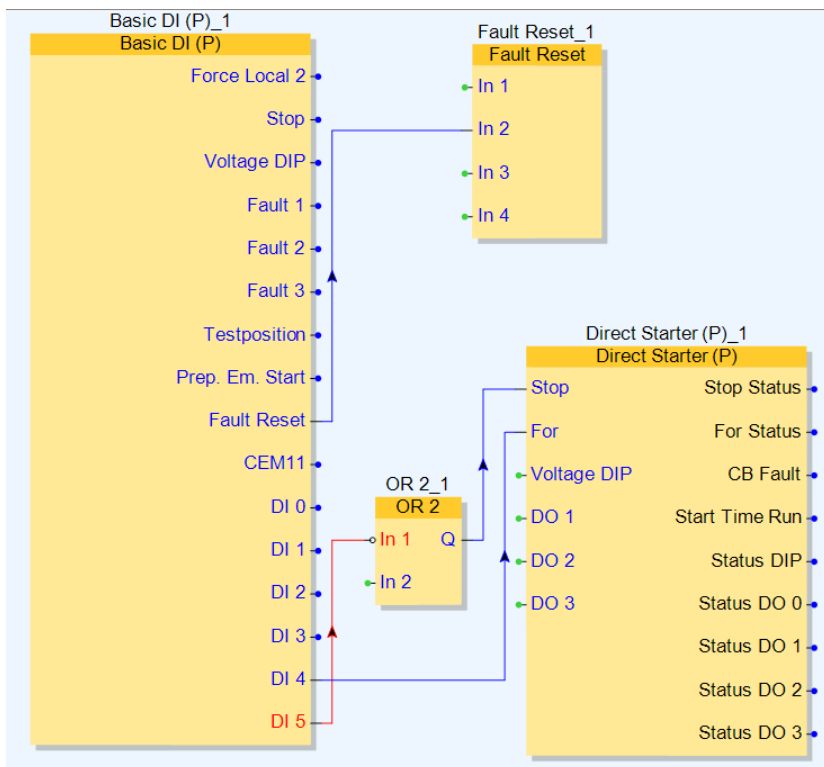 Basic DI (P)_1
Basic DI (P)
Force Local 2
Stop
Voltage DIP
Fault 1
Fault 2
Fault 3
Testposition
Prep. Em. Start
Fault Reset
CEM11
DI 0
DI 1
DI 2
DI 3
DI 4
DI 5
Fault Reset_1
Fault Reset
In 1
In 2
In 3
In 4
OR 2_1
OR 2
In 1 Q
In 2
Direct Starter (P)_1
Direct Starter (P)
Stop Stop Status
For For Status
Voltage DIP CB Fault
DO 1 Start Time Run
DO 2 Status DIP
DO 3 Status DO 0
Status DO 1
Status DO 2
Status DO 3